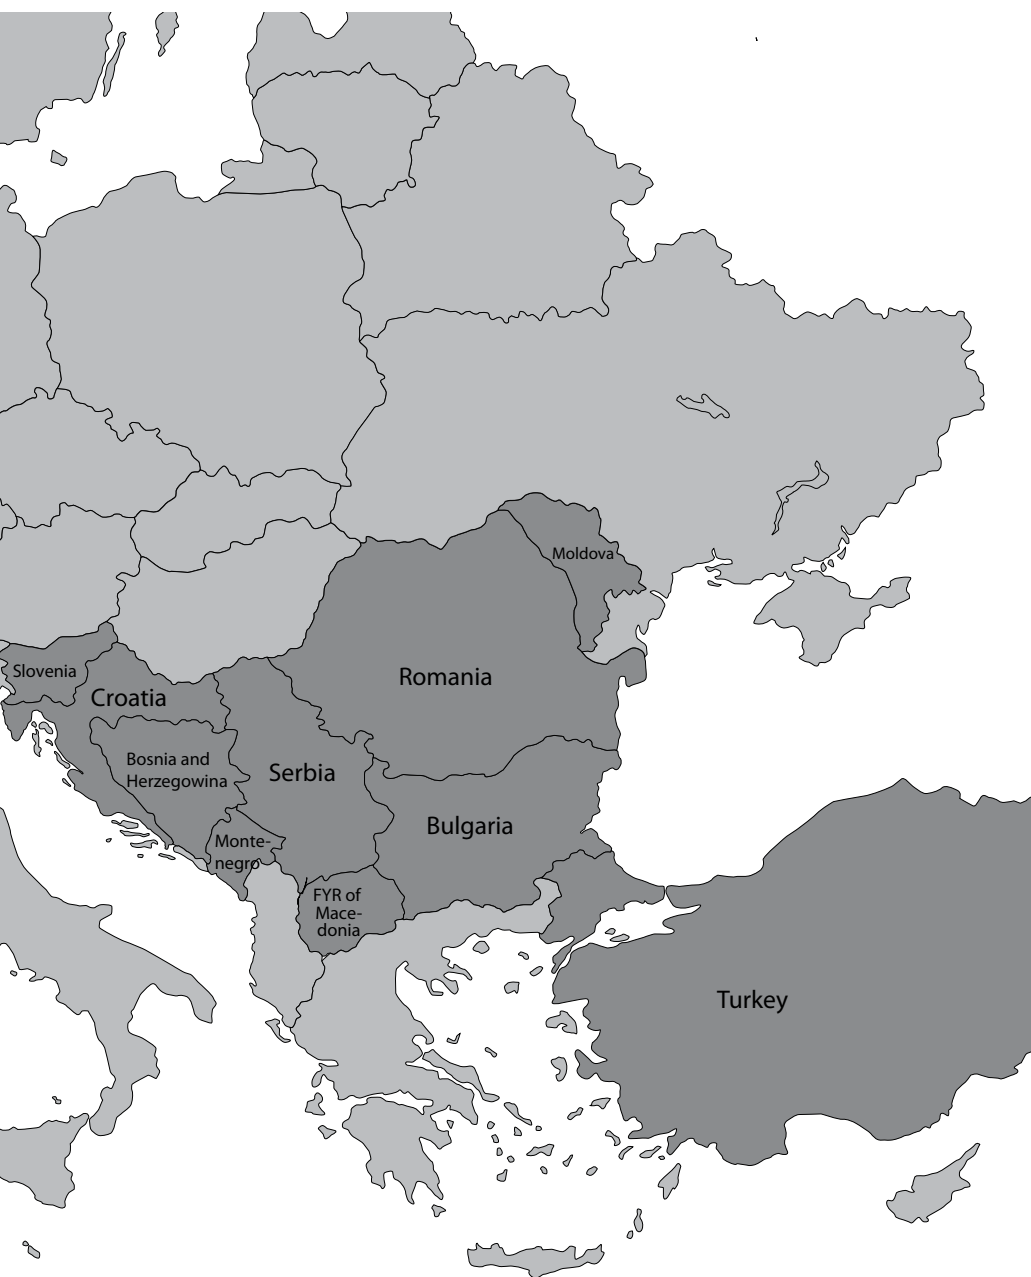 Moldova
Slovenia
Romania
Croatia
Bosnia and
Herzegowina
Serbia
Bulgaria
Monte-
negro
FYR of
Mace-
donia
Turkey